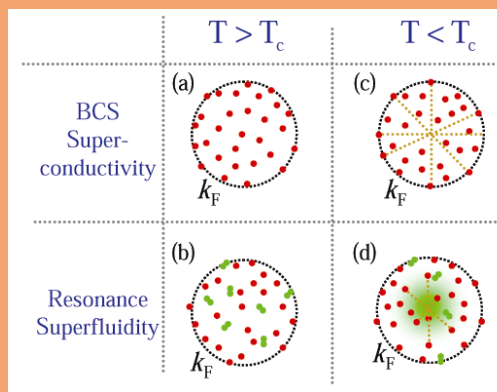 T > Tc
T < Tc
(a)
(c)
BCS
Super-
conductivity
kF
kF
(b)
(d)
Resonance
Superfluidity
kF
kF